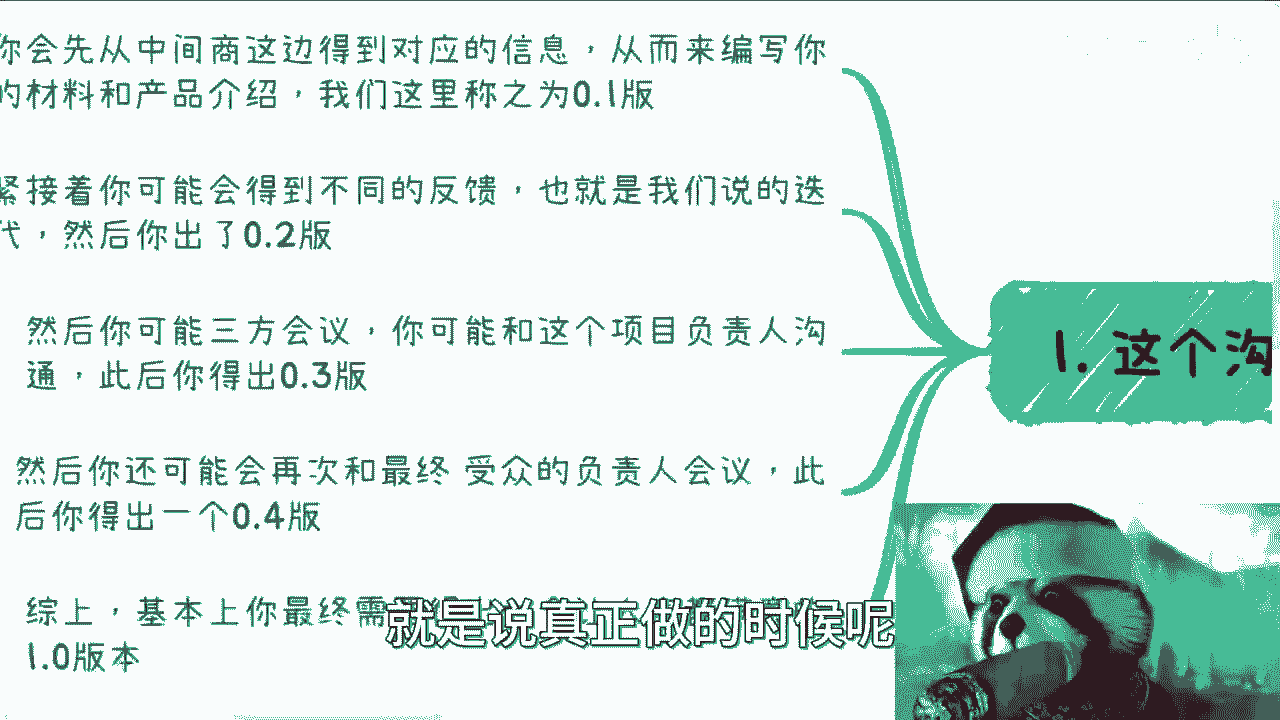 你会先从中间商这边得到对应的信息，从而来编写你
的材料和产品介绍，我们这里称之为0.1版
紧接着你可能会得到不同的反馈，也就是我们说的迭
代，然后你出了0.2版
然后你可能三方会议，你可能和这个项目负责人沟
通，此后你得出0.3版
然后你还可能会再次和最终 受众的负责人会议，此
后你得出一个0.4版
综上，基本上你最终需
1.0版本
1. 这个沟
就是说真正做的时候呢